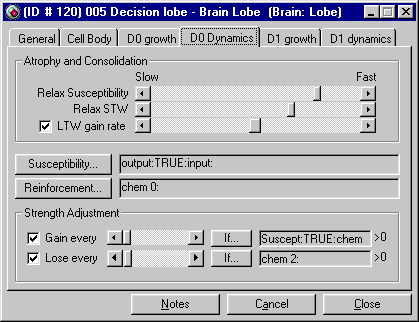 (ID # 120) 005 Decision lobe - Brain Lobe (Brain: Lobe)
General Cell Body D0 growth D0 Dynamics D1 growth D1 dynamics
Atrophy and Consolidation
Slow Fast
Relax Susceptibility
Relax STW
LTW gain rate
Susceptibility... output:TRUE:input:
Reinforcement... chem 0:
Strength Adjustment
Gain every If... Suscept:TRUE:chem >0
Lose every If... chem 2: >0
Notes Cancel Close